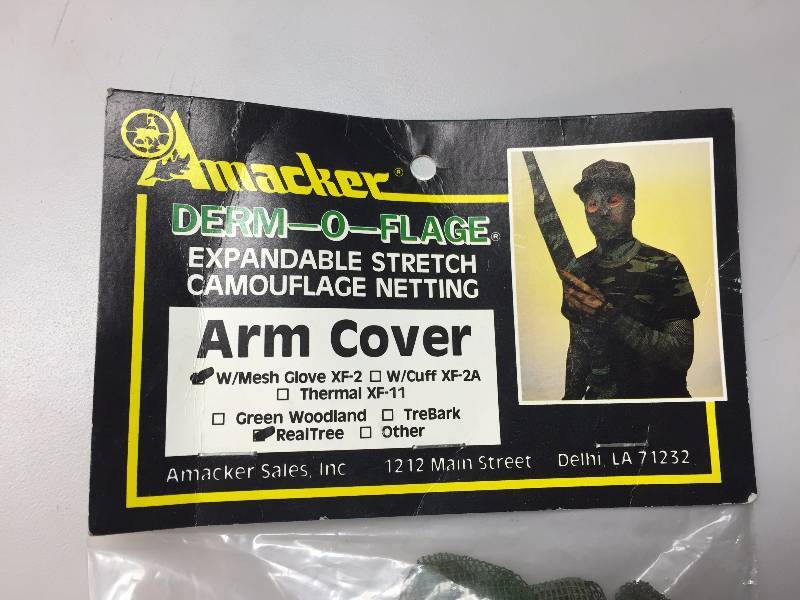 Amacker®
DERM-O-FLAGE®
EXPANDABLE STRETCH
CAMOUFLAGE NETTING
Arm Cover
W/Mesh Glove XF-2 □ W/Cuff XF-2A
□ Thermal XF-11
□ Green Woodland □ TreBark
RealTree □ Other
Amacker Sales, Inc 1212 Main Street Delhi, LA 71232